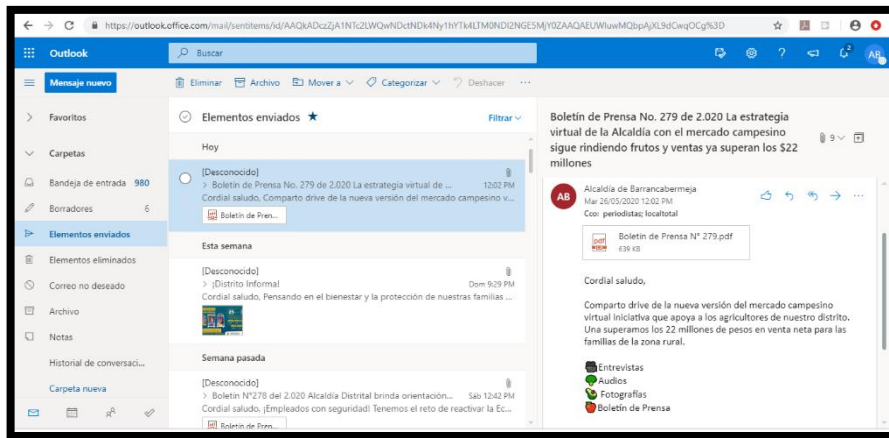 https://outlook.office.com/mail/sentitems/id/AAQkADczZjA1NTc2LWQwNDctNDk4Ny1hYTk4LTM0NDI2NGE5MjY0ZAAQAEUWIuwMQbpAjXL9dCwqOCg%3D
Outlook
Buscar
2
AB
Mensaje nuevo
Eliminar
Archivo
Mover a
Categorizar
Deshacer
Favoritos
Carpetas
Bandeja de entrada 980
Borradores 6
Elementos enviados
Elementos eliminados
Correo no deseado
Archivo
Notas
Historial de conversaci...
Carpeta nueva
Elementos enviados
Filtrar
Hoy
[Desconocido]
> Boletín de Prensa No. 279 de 2.020 La estrategia virtual de ... 12:02 PM
Cordial saludo, Comparto drive de la nueva versión del mercado campesino v...
Boletín de Pren...
Esta semana
[Desconocido]
> ¡Distrito Informa! Dom 9:29 PM
Cordial saludo, Pensando en el bienestar y la protección de nuestras familias ...
Semana pasada
[Desconocido]
> Boletín N°278 del 2.020 Alcaldía Distrital brinda orientación... Sáb 12:42 PM
Cordial saludo, ¡Empleados con seguridad! Tenemos el reto de reactivar la Ec...
Boletín de Pren...
Boletín de Prensa No. 279 de 2.020 La estrategia
virtual de la Alcaldía con el mercado campesino
sigue rindiendo frutos y ventas ya superan los $22
millones
9
AB
Alcaldía de Barrancabermeja
Mar 26/05/2020 12:02 PM
Cco: periodistas; localtotal
pdf
Boletín de Prensa N° 279.pdf
639 KB
Cordial saludo,
Comparto drive de la nueva versión del mercado campesino
virtual iniciativa que apoya a los agricultores de nuestro distrito.
Una superamos los 22 millones de pesos en venta neta para las
familias de la zona rural.
Entrevistas
Audios
Fotografías
Boletín de Prensa